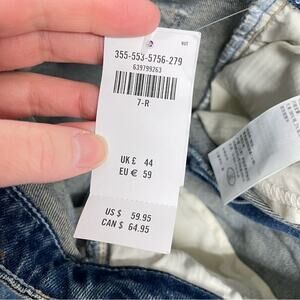 355-553-5756-279
639799263
7-R
UK £ 44
EU € 59
US $ 59.95
CAN $ 64.95